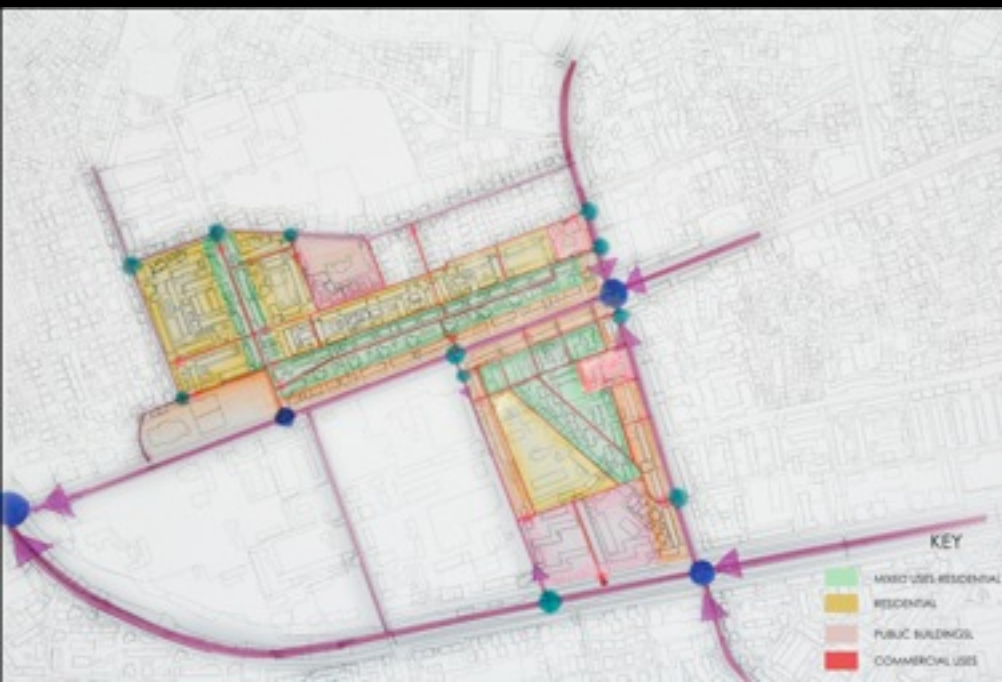 KEY
MIXED USES-RESIDENTIAL
RESIDENTIAL
PUBLIC BUILDINGS,
COMMERCIAL USES